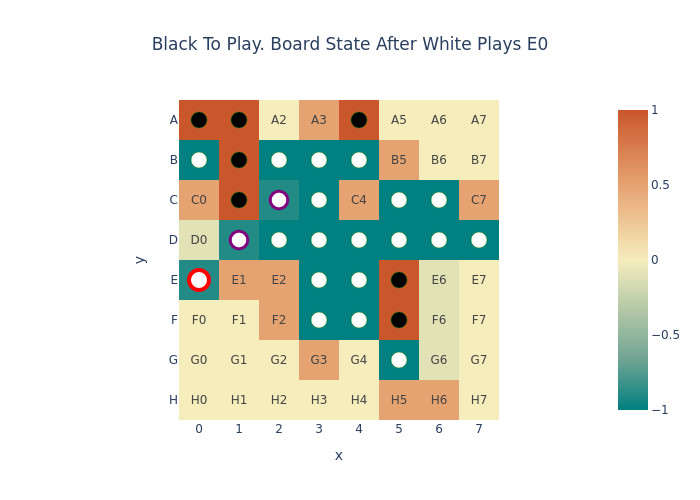 Black To Play. Board State After White Plays E0
A A2 A3 A5 A6 A7
B B5 B6 B7
C C0 C4 C7
D D0
E E1 E2 E6 E7
F F0 F1 F2 F6 F7
G G0 G1 G2 G3 G4 G6 G7
H H0 H1 H2 H3 H4 H5 H6 H7
0 1 2 3 4 5 6 7
x
y
1
0.5
0
−0.5
−1